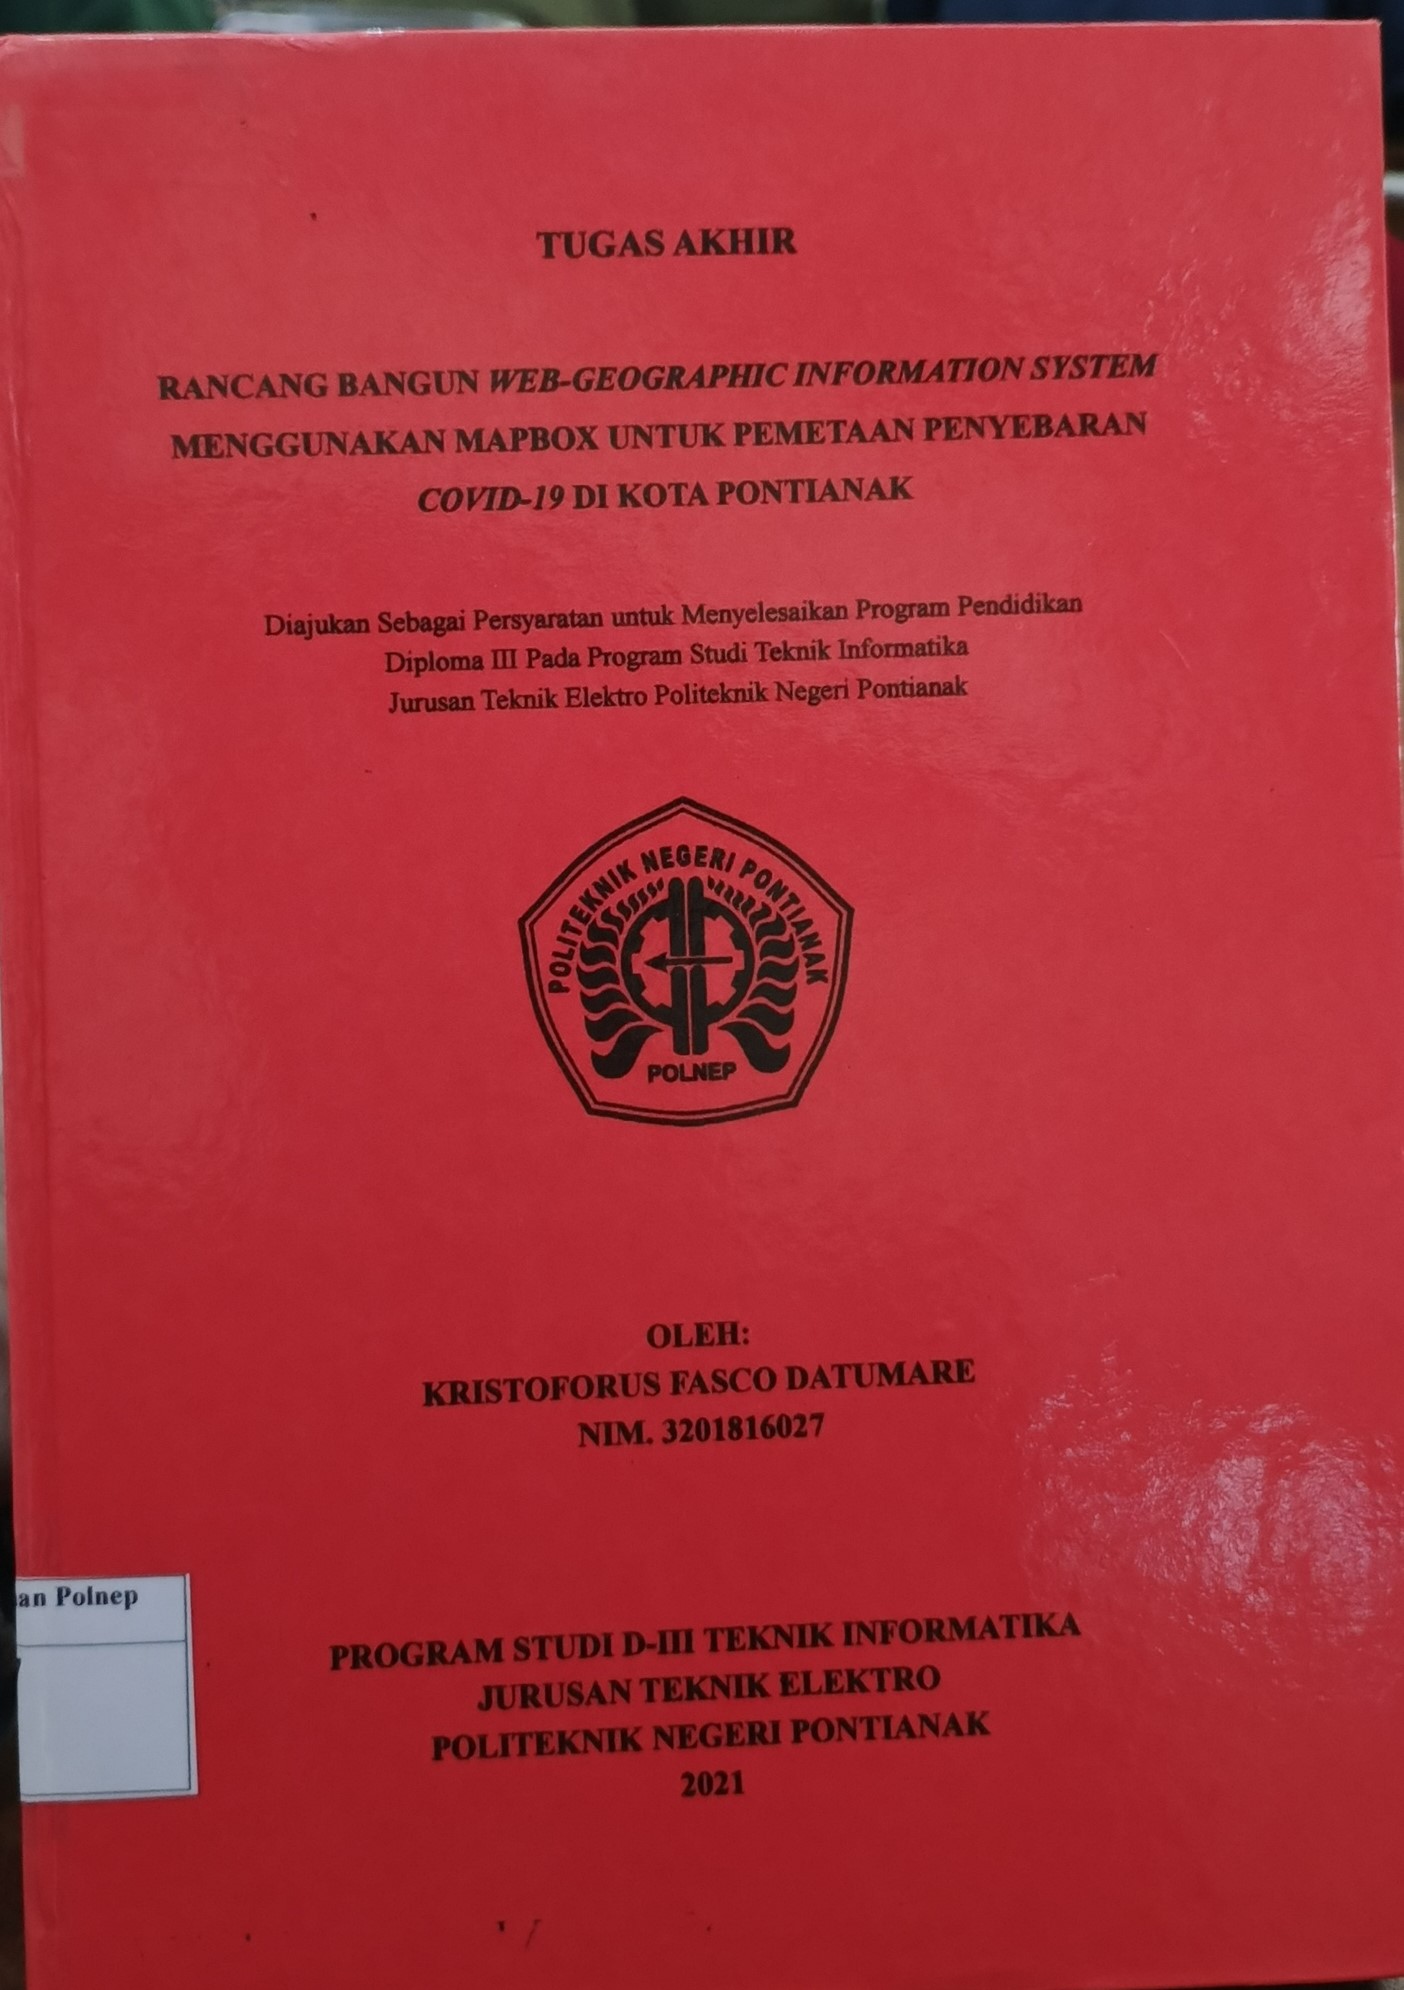 TUGAS AKHIR
RANCANG BANGUN WEB-GEOGRAPHIC INFORMATION SYSTEM
MENGGUNAKAN MAPBOX UNTUK PEMETAAN PENYEBARAN
COVID-19 DI KOTA PONTIANAK
Diajukan Sebagai Persyaratan untuk Menyelesaikan Program Pendidikan
Diploma III Pada Program Studi Teknik Informatika
Jurusan Teknik Elektro Politeknik Negeri Pontianak
POLITEKNIK NEGERI PONTIANAK
POLNEP
OLEH:
KRISTOFORUS FASCO DATUMARE
NIM. 3201816027
an Polnep
PROGRAM STUDI D-III TEKNIK INFORMATIKA
JURUSAN TEKNIK ELEKTRO
POLITEKNIK NEGERI PONTIANAK
2021